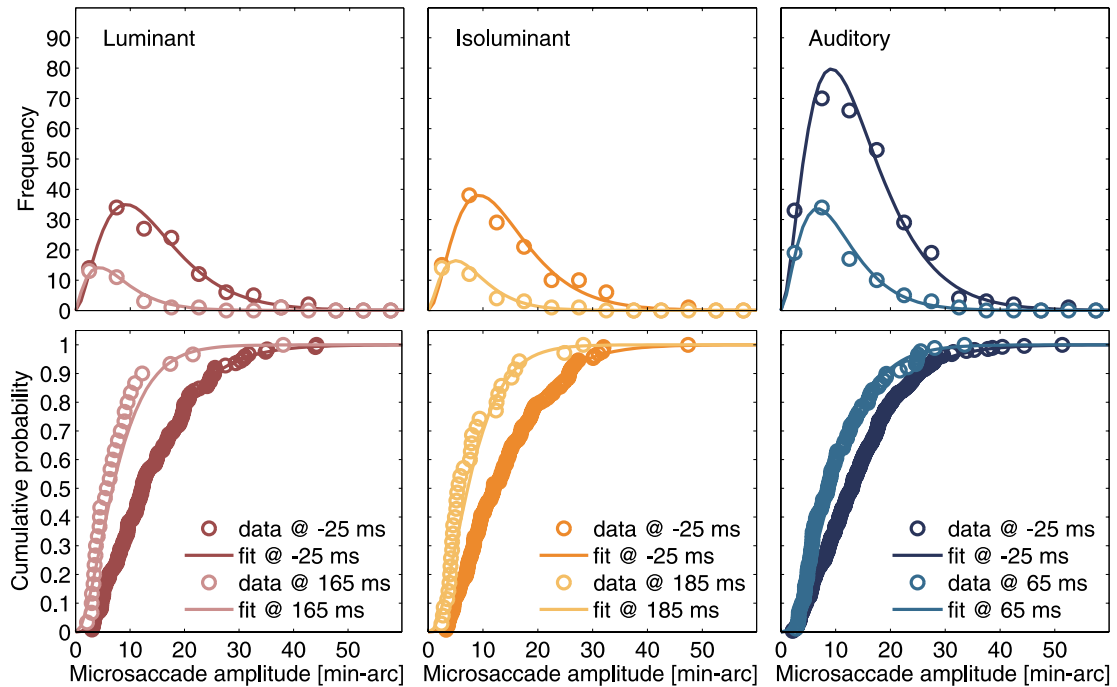 Luminant
Isoluminant
Auditory
Frequency
90
80
70
60
50
40
30
20
10
0
Cumulative probability
1
0.9
0.8
0.7
0.6
0.5
0.4
0.3
0.2
0.1
0
data @ -25 ms
fit @ -25 ms
data @ 165 ms
fit @ 165 ms
data @ -25 ms
fit @ -25 ms
data @ 185 ms
fit @ 185 ms
data @ -25 ms
fit @ -25 ms
data @ 65 ms
fit @ 65 ms
0 10 20 30 40 50
0 10 20 30 40 50
0 10 20 30 40 50
Microsaccade amplitude [min-arc]
Microsaccade amplitude [min-arc]
Microsaccade amplitude [min-arc]